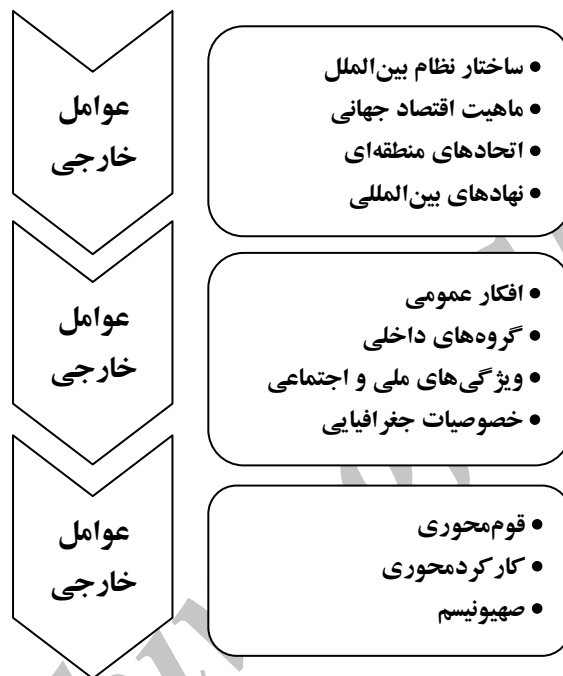 عوامل
خارجی
• ساختار نظام بین‌الملل
• ماهیت اقتصاد جهانی
• اتحادهای منطقه‌ای
• نهادهای بین‌المللی
عوامل
خارجی
• افکار عمومی
• گروه‌های داخلی
• ویژگی‌های ملی و اجتماعی
• خصوصیات جغرافیایی
عوامل
خارجی
• قوم‌محوری
• کارکردمحوری
• صهیونیسم